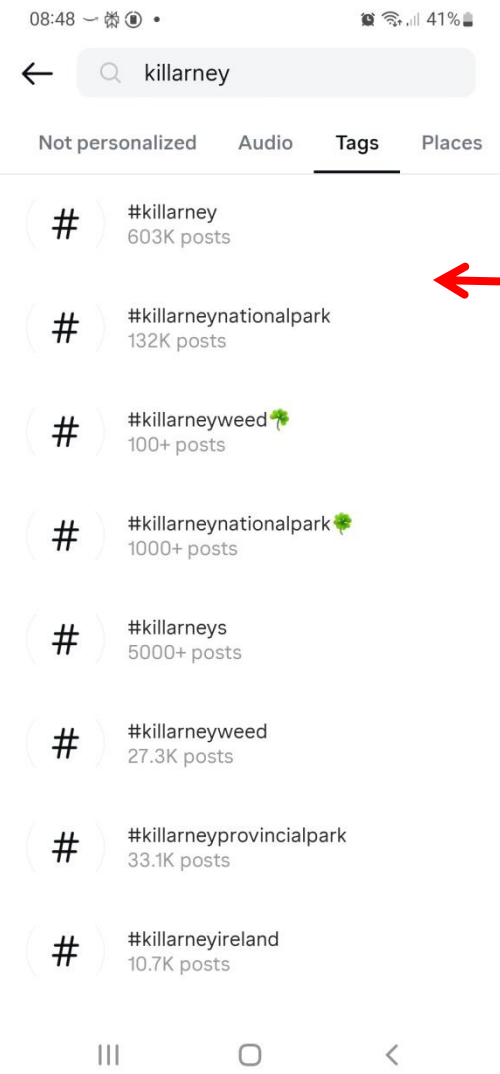 08:48
41%
killarney
Not personalized Audio Tags Places
#killarney
603K posts
#killarneynationalpark
132K posts
#killarneyweed☘️
100+ posts
#killarneynationalpark🍀
1000+ posts
#killarneys
5000+ posts
#killarneyweed
27.3K posts
#killarneyprovincialpark
33.1K posts
#killarneyireland
10.7K posts